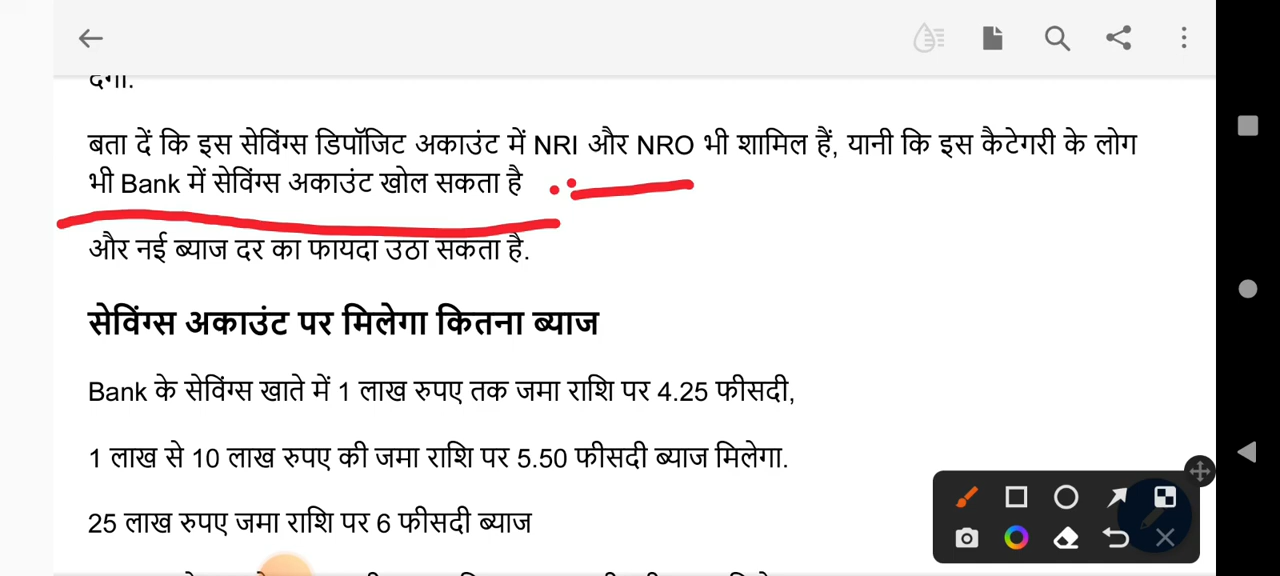 देगा.
बता दें कि इस सेविंग्स डिपॉजिट अकाउंट में NRI और NRO भी शामिल हैं, यानी कि इस कैटेगरी के लोग
भी Bank में सेविंग्स अकाउंट खोल सकता है
और नई ब्याज दर का फायदा उठा सकता है.
सेविंग्स अकाउंट पर मिलेगा कितना ब्याज
Bank के सेविंग्स खाते में 1 लाख रुपए तक जमा राशि पर 4.25 फीसदी,
1 लाख से 10 लाख रुपए की जमा राशि पर 5.50 फीसदी ब्याज मिलेगा.
25 लाख रुपए जमा राशि पर 6 फीसदी ब्याज